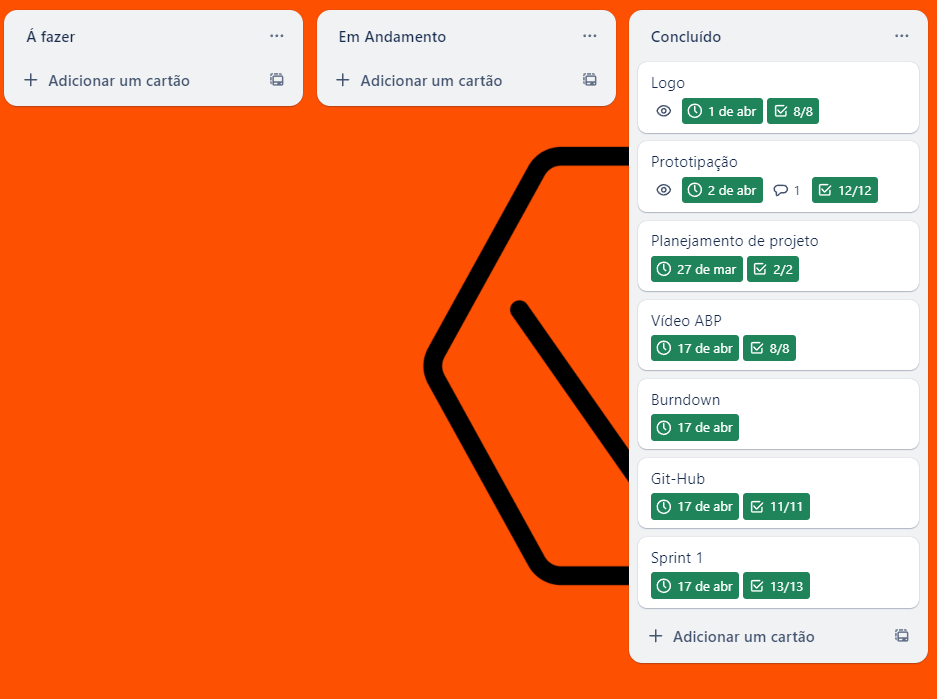 Á fazer
Adicionar um cartão
Em Andamento
Adicionar um cartão
Concluído
Logo
1 de abr 8/8
Prototipação
2 de abr 1 12/12
Planejamento de projeto
27 de mar 2/2
Vídeo ABP
17 de abr 8/8
Burndown
17 de abr
Git-Hub
17 de abr 11/11
Sprint 1
17 de abr 13/13
Adicionar um cartão